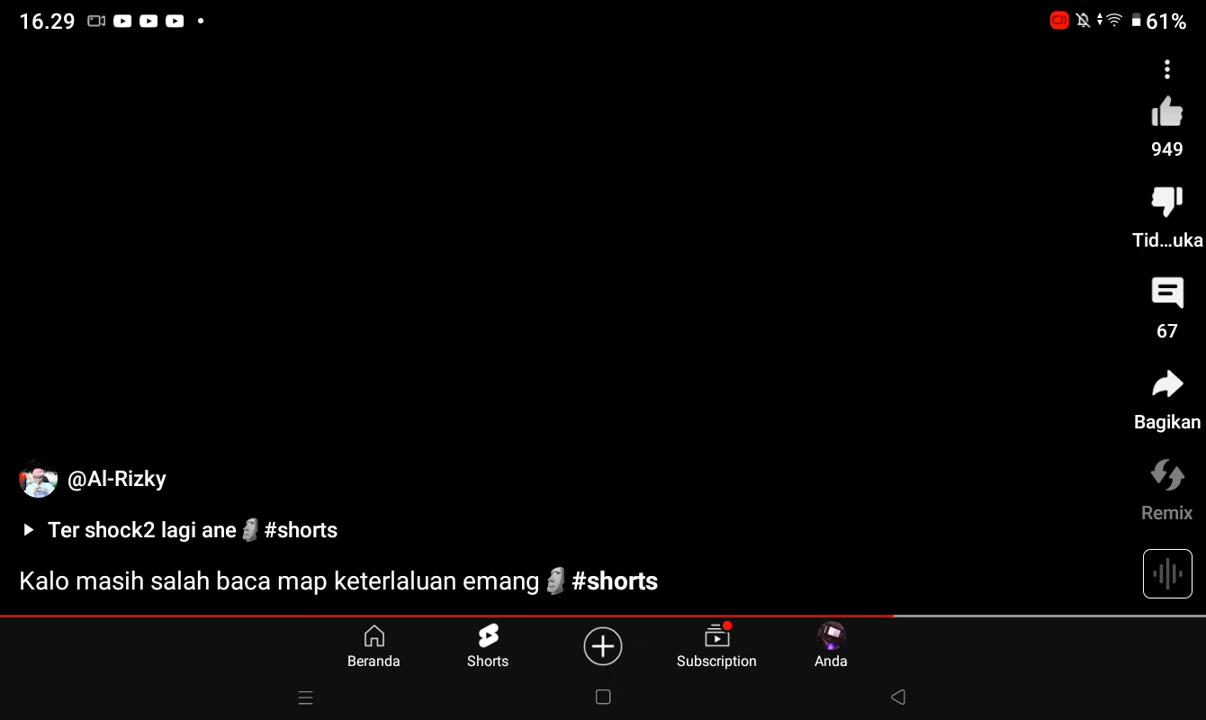 16.29
61%
949
Tid...uka
67
Bagikan
Remix
@Al-Rizky
Ter shock2 lagi ane🗿#shorts
Kalo masih salah baca map keterlaluan emang🗿#shorts
Beranda
Shorts
Subscription
Anda